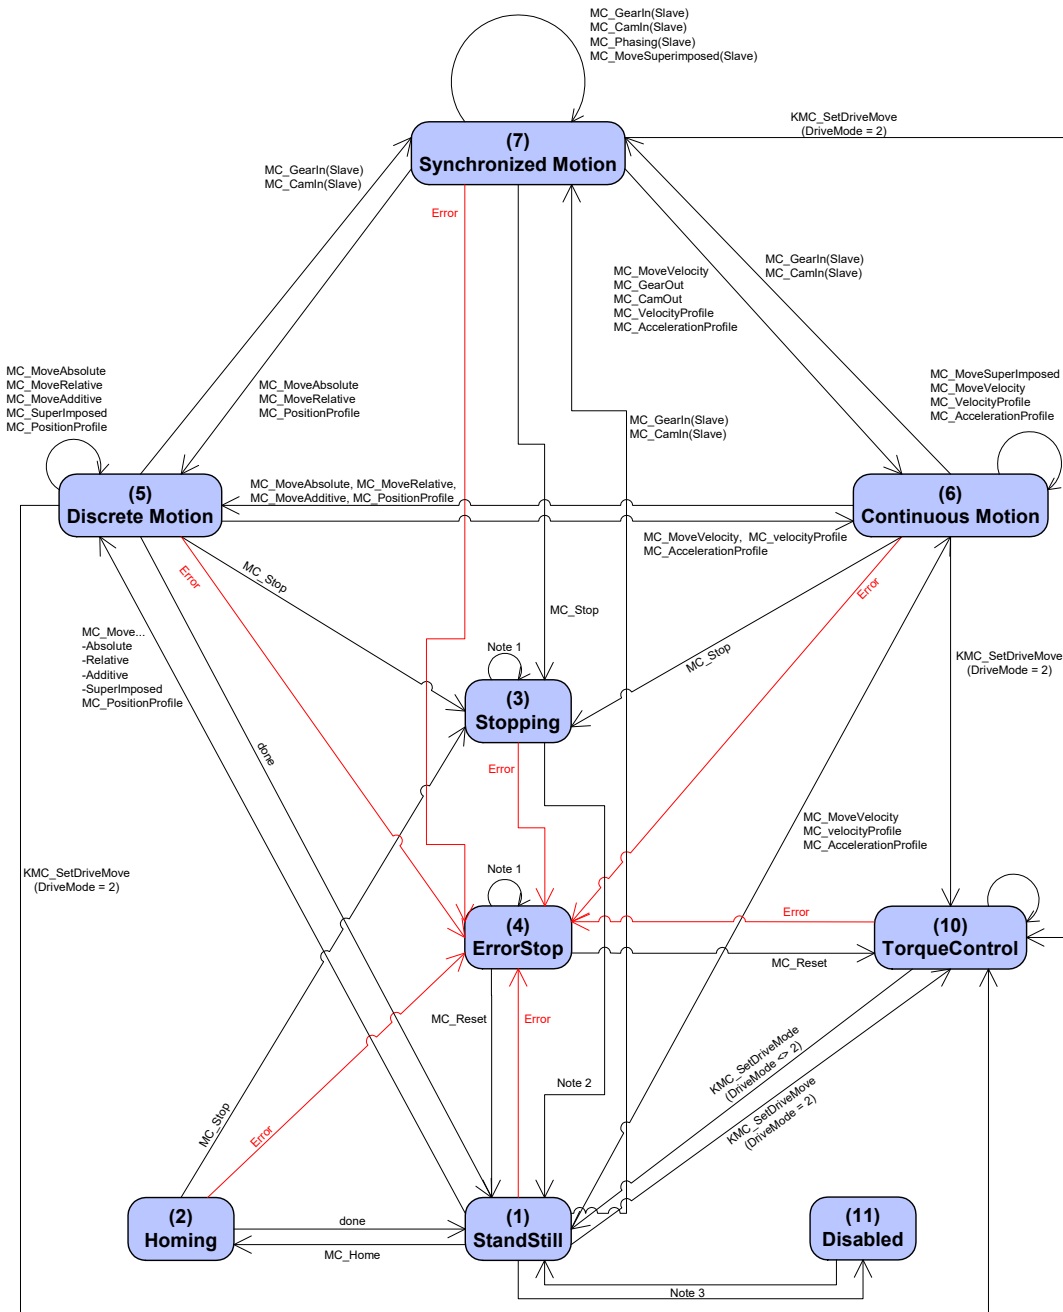 MC_GearIn(Slave)
MC_CamIn(Slave)
MC_Phasing(Slave)
MC_MoveSuperimposed(Slave)
KMC_SetDriveMove
(DriveMode = 2)
(7)
Synchronized Motion
MC_GearIn(Slave)
MC_CamIn(Slave)
Error
MC_GearIn(Slave)
MC_CamIn(Slave)
MC_MoveVelocity
MC_GearOut
MC_CamOut
MC_VelocityProfile
MC_AccelerationProfile
MC_MoveAbsolute
MC_MoveRelative
MC_MoveAdditive
MC_SuperImposed
MC_PositionProfile
MC_MoveAbsolute
MC_MoveRelative
MC_PositionProfile
MC_MoveSuperImposed
MC_MoveVelocity
MC_VelocityProfile
MC_AccelerationProfile
MC_GearIn(Slave)
MC_CamIn(Slave)
(5)
Discrete Motion
MC_MoveAbsolute, MC_MoveRelative,
MC_MoveAdditive, MC_PositionProfile
(6)
Continuous Motion
MC_MoveVelocity, MC_velocityProfile
MC_AccelerationProfile
Error
MC_Stop
Error
MC_Stop
MC_Stop
MC_Move...
-Absolute
-Relative
-Additive
-SuperImposed
MC_PositionProfile
Note 1
KMC_SetDriveMove
(DriveMode = 2)
(3)
Stopping
done
Error
MC_MoveVelocity
MC_velocityProfile
MC_AccelerationProfile
KMC_SetDriveMove
(DriveMode = 2)
Note 1
(4)
ErrorStop
Error
(10)
TorqueControl
MC_Reset
MC_Reset
Error
KMC_SetDriveMode
(DriveMode <> 2)
KMC_SetDriveMove
(DriveMode = 2)
Note 2
MC_Stop
Error
(2)
Homing
done
MC_Home
(1)
StandStill
(11)
Disabled
Note 3